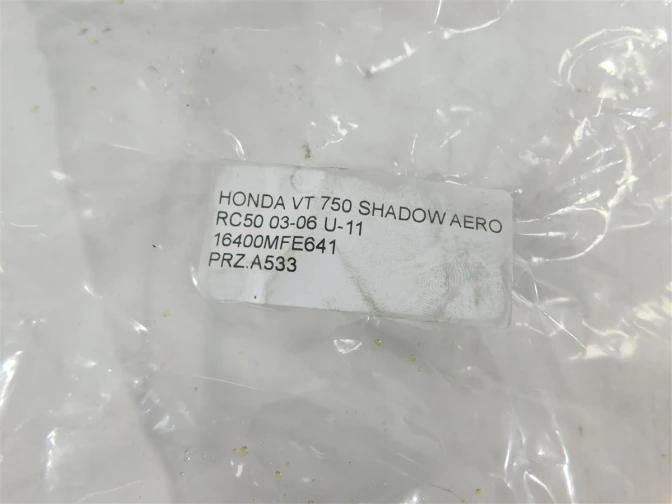 HONDA VT 750 SHADOW AERO
RC50 03-06 U-11
16400MFE641
PRZ.A533